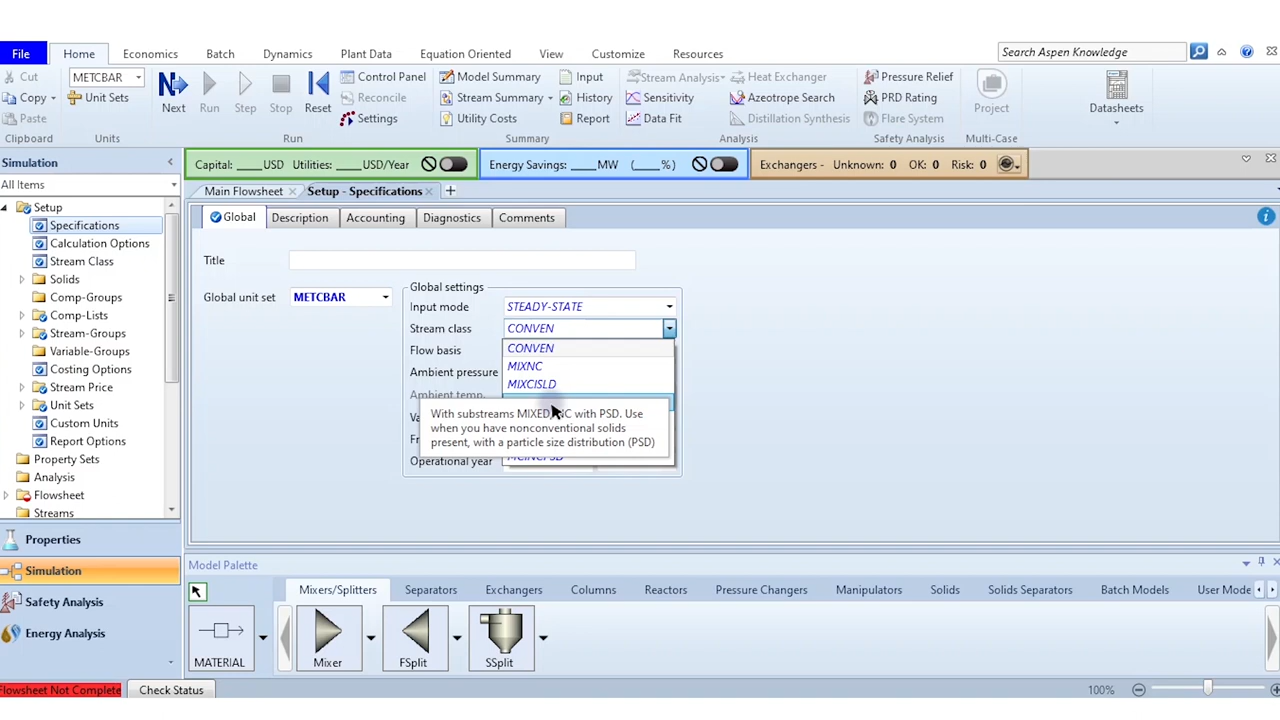 File Home Economics Batch Dynamics Plant Data Equation Oriented View Customize Resources Search Aspen Knowledge
Cut METCBAR Control Panel Model Summary Input Stream Analysis Heat Exchanger Pressure Relief
Copy Unit Sets Next Run Step Stop Reset Reconcile Stream Summary History Sensitivity Azeotrope Search PRD Rating Project Datasheets
Paste Settings Utility Costs Report Data Fit Distillation Synthesis Flare System
Clipboard Units Run Summary Analysis Safety Analysis Multi-Case
Simulation Capital: ____USD Utilities: ____USD/Year Energy Savings: ____MW (____%) Exchangers - Unknown: 0 OK: 0 Risk: 0
All Items Main Flowsheet Setup - Specifications +
Setup
Specifications
Calculation Options
Stream Class
Solids
Comp-Groups
Comp-Lists
Stream-Groups
Variable-Groups
Costing Options
Stream Price
Unit Sets
Custom Units
Report Options
Property Sets
Analysis
Flowsheet
Streams
Properties
Simulation
Safety Analysis
Energy Analysis
Global Description Accounting Diagnostics Comments
Title
Global unit set METCBAR
Global settings
Input mode STEADY-STATE
Stream class CONVEN
Flow basis CONVEN
MIXNC
Ambient pressure MIXCISLD
Ambient temp.
With substreams MIXED, NC with PSD. Use
when you have nonconventional solids
present, with a particle size distribution (PSD)
Operational year MCINCPSD
Model Palette
Mixers/Splitters Separators Exchangers Columns Reactors Pressure Changers Manipulators Solids Solids Separators Batch Models User Mode
MATERIAL Mixer FSplit SSplit
Flowsheet Not Complete Check Status 100%